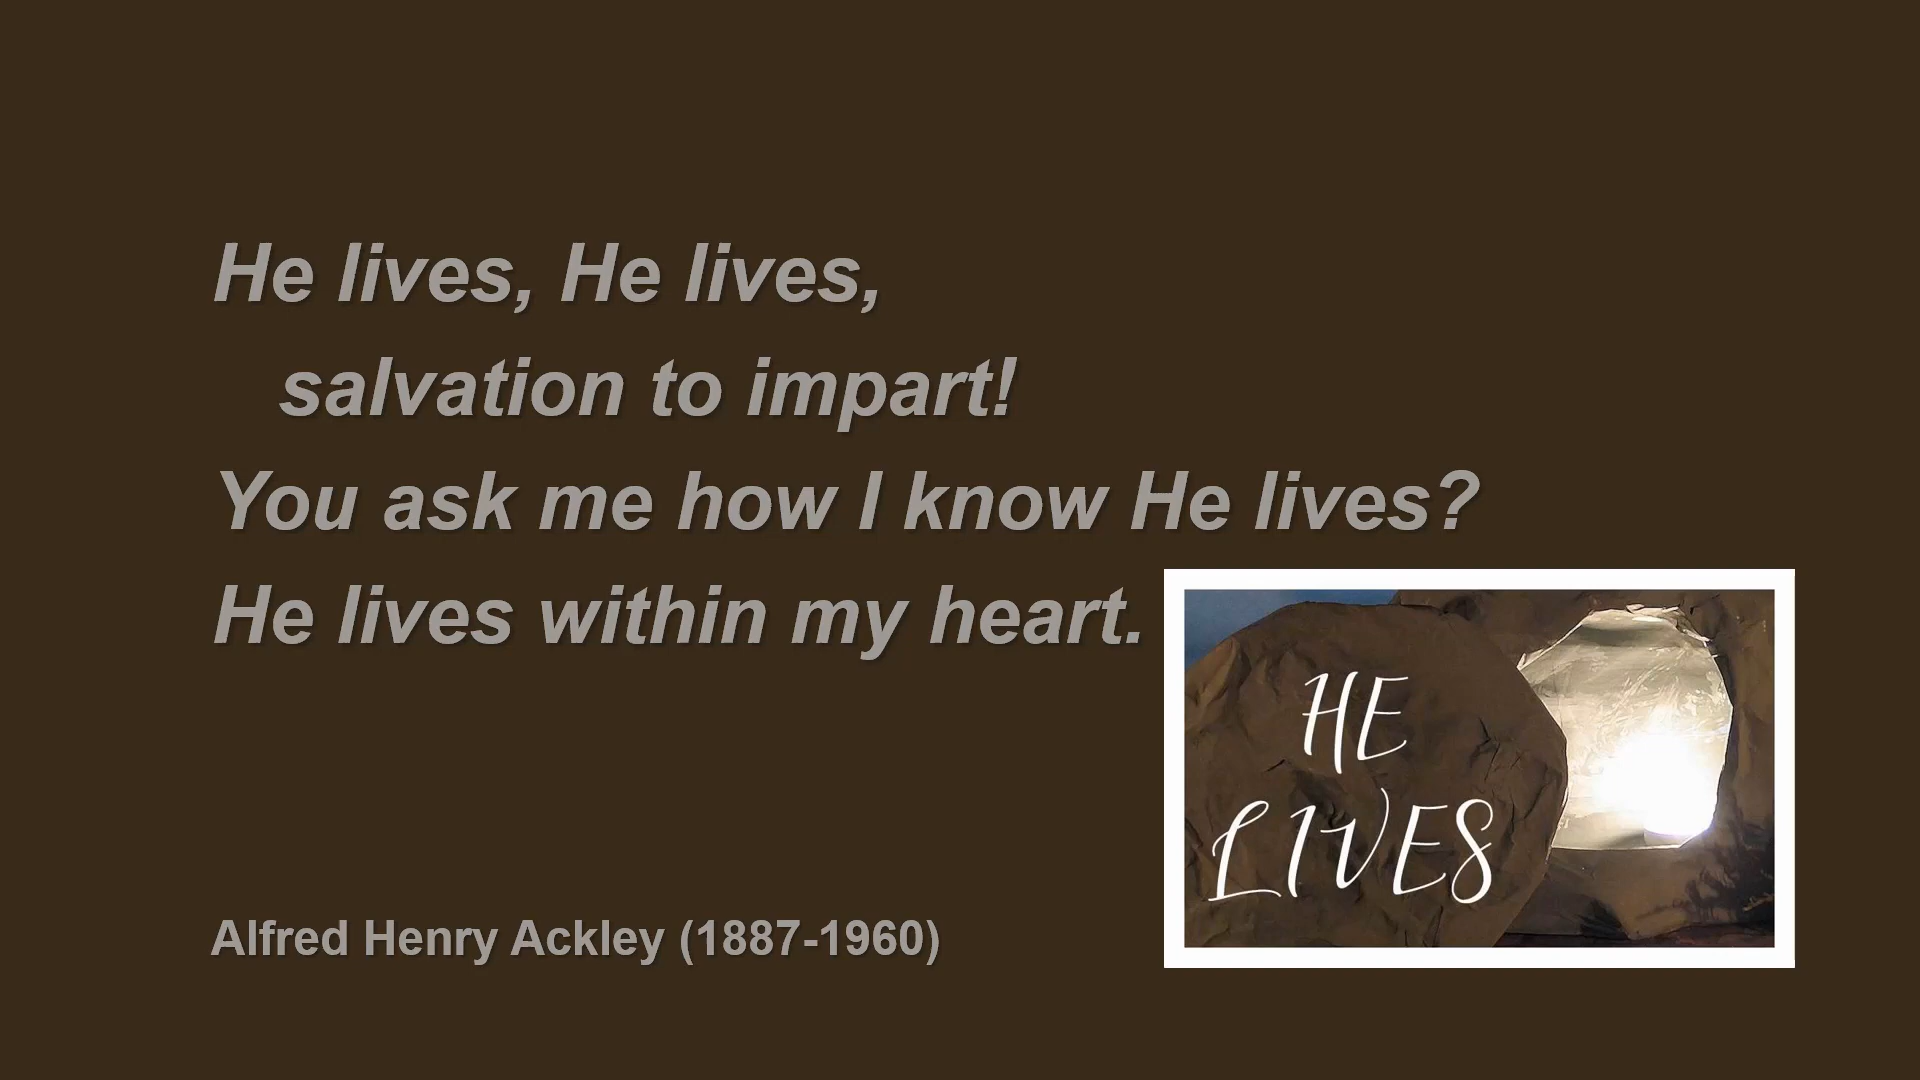 He lives, He lives,
salvation to impart!
You ask me how I know He lives?
He lives within my heart.
HE
LIVES
Alfred Henry Ackley (1887-1960)